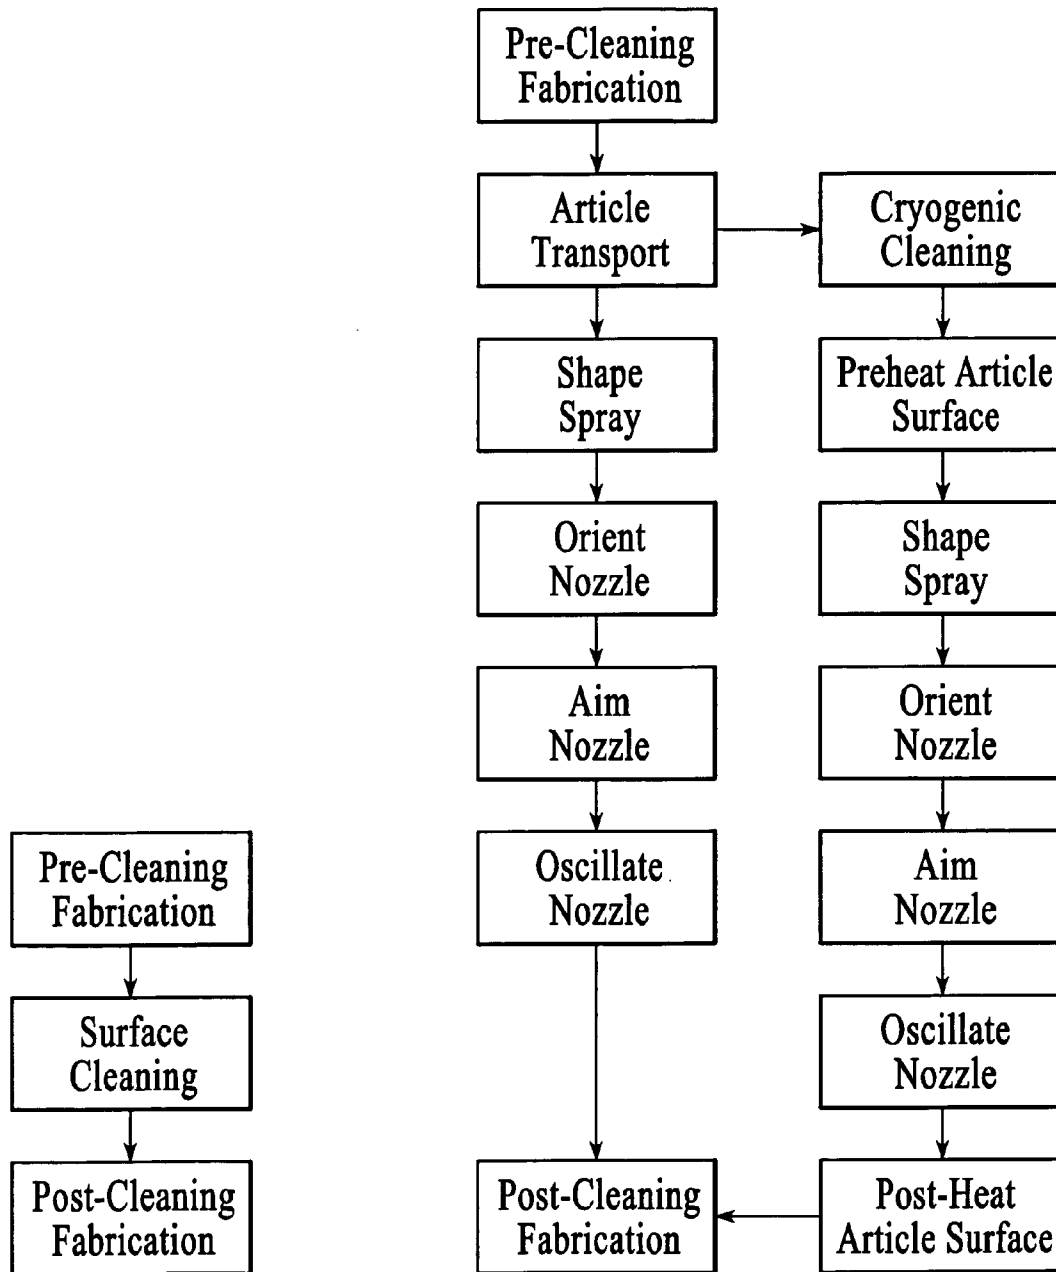 Pre-Cleaning
Fabrication
Article
Transport
Cryogenic
Cleaning
Shape
Spray
Preheat Article
Surface
Orient
Nozzle
Shape
Spray
Aim
Nozzle
Orient
Nozzle
Pre-Cleaning
Fabrication
Oscillate
Nozzle
Aim
Nozzle
Surface
Cleaning
Oscillate
Nozzle
Post-Cleaning
Fabrication
Post-Cleaning
Fabrication
Post-Heat
Article Surface